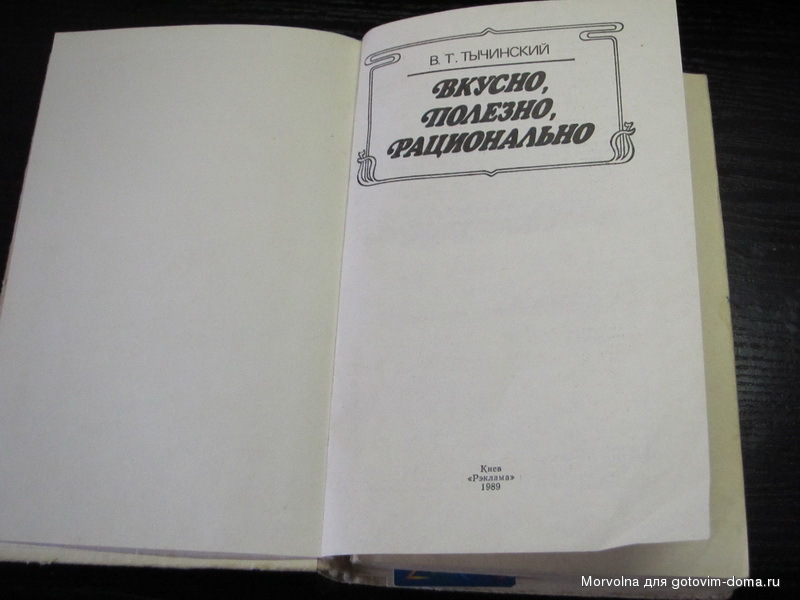 В. Т. ТЫЧИНСКИЙ
ВКУСНО,
ПОЛЕЗНО,
РАЦИОНАЛЬНО
Киев
«Рэклама»
1989
Morvolna для gotovim-doma.ru